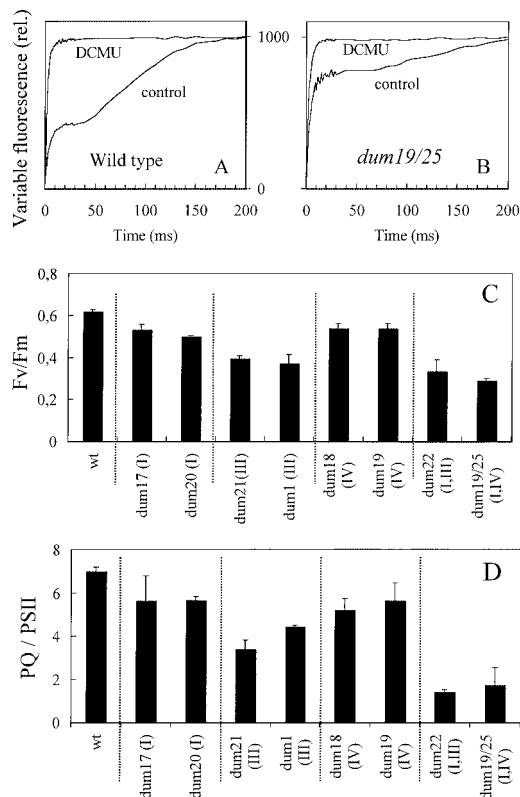 Variable fluorescence (rel.)
DCMU
control
Wild type
A
0 50 100 150 200
Time (ms)
1000
0
DCMU
control
dum19/25
B
0 50 100 150 200
Time (ms)
C
Fv/Fm
0,8
0,6
0,4
0,2
0
wt
dum17 (I)
dum20 (I)
dum21(III)
dum1 (III)
dum18
(IV)
dum19
(IV)
dum22
(I,III)
dum19/25
(I,IV)
D
PQ / PSII
8
6
4
2
0
wt
dum17 (I)
dum20 (I)
dum21
(III)
dum1 (III)
dum18
(IV)
dum19
(IV)
dum22
(I,III)
dum19/25
(I,IV)